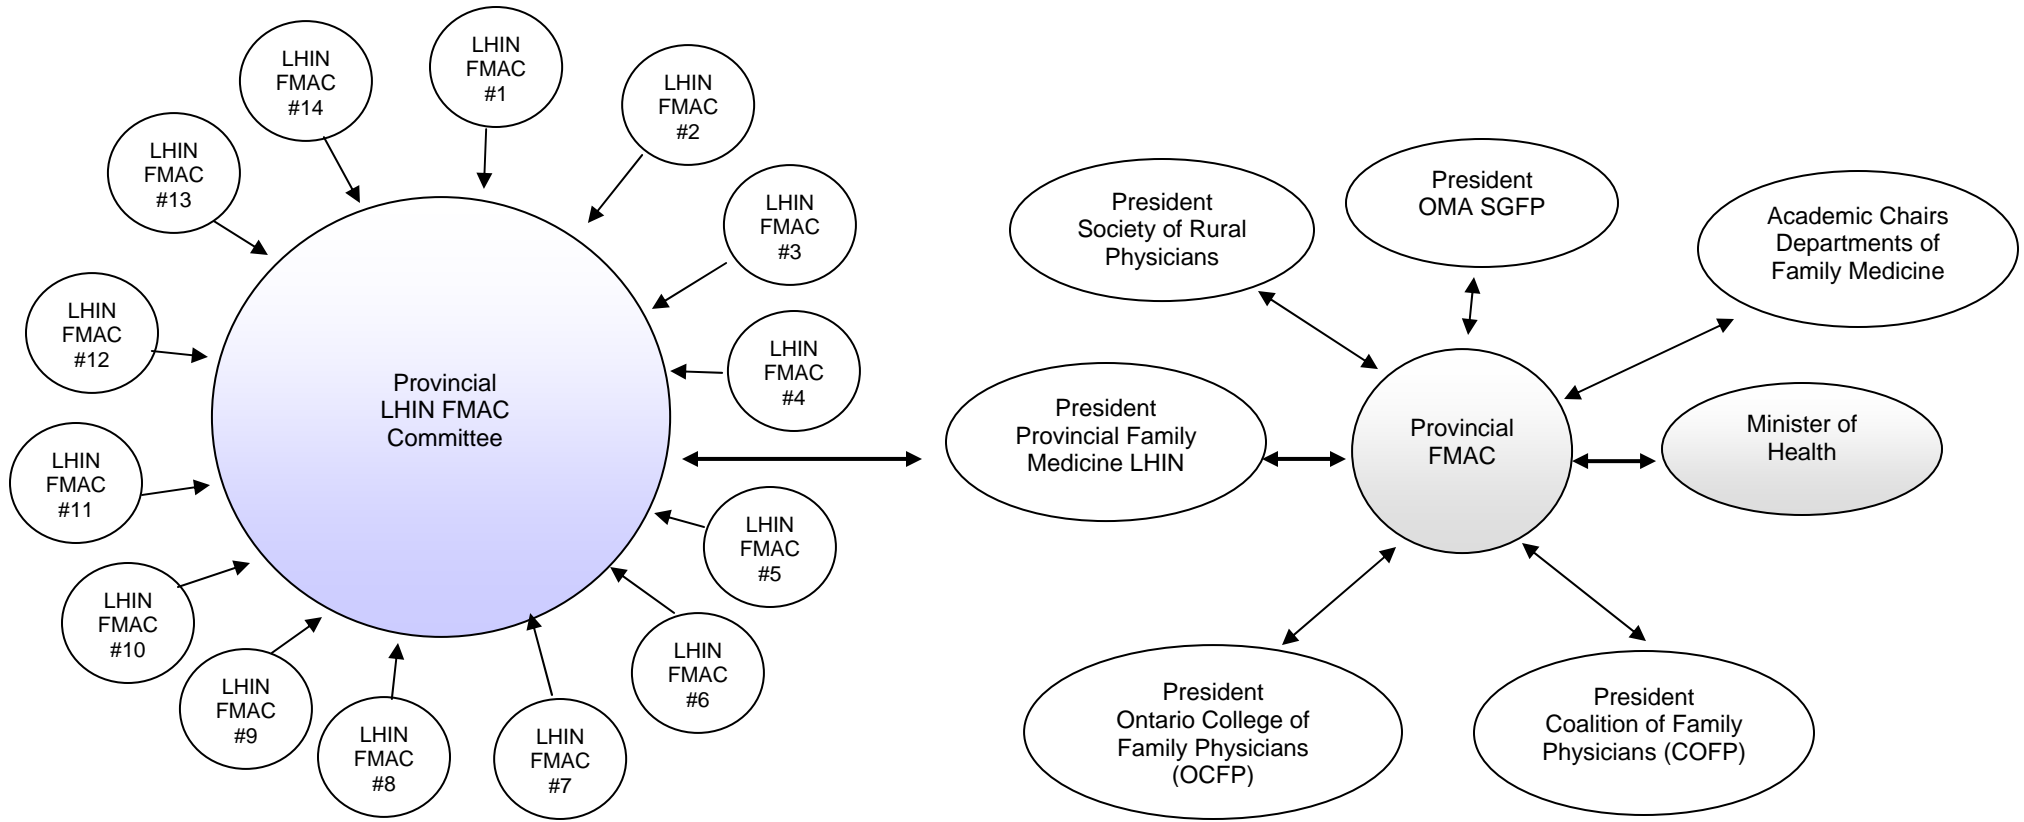 LHIN
FMAC
#1
LHIN
FMAC
#2
LHIN
FMAC
#3
LHIN
FMAC
#4
LHIN
FMAC
#5
LHIN
FMAC
#6
LHIN
FMAC
#7
LHIN
FMAC
#8
LHIN
FMAC
#9
LHIN
FMAC
#10
LHIN
FMAC
#11
LHIN
FMAC
#12
LHIN
FMAC
#13
LHIN
FMAC
#14
Provincial
LHIN FMAC
Committee
President
Society of Rural
Physicians
President
OMA SGFP
Academic Chairs
Departments of
Family Medicine
President
Provincial Family
Medicine LHIN
Provincial
FMAC
Minister of
Health
President
Ontario College of
Family Physicians
(OCFP)
President
Coalition of Family
Physicians (COFP)